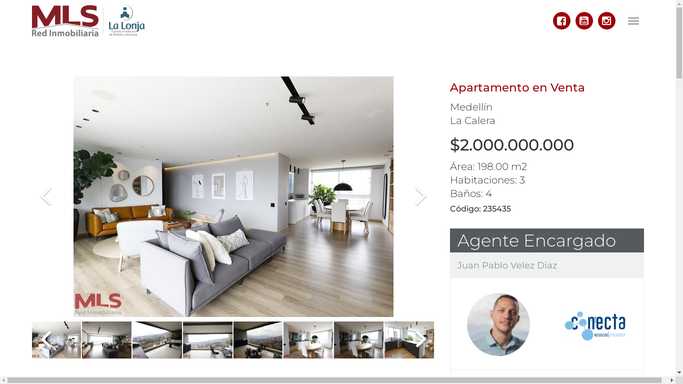 MLS
Red Inmobiliaria
La Lonja
Apartamento en Venta
Medellín
La Calera
$2.000.000.000
Área: 198.00 m2
Habitaciones: 3
Baños: 4
Código: 235435
MLS
Red Inmobiliaria
Agente Encargado
Juan Pablo Velez Diaz
conecta